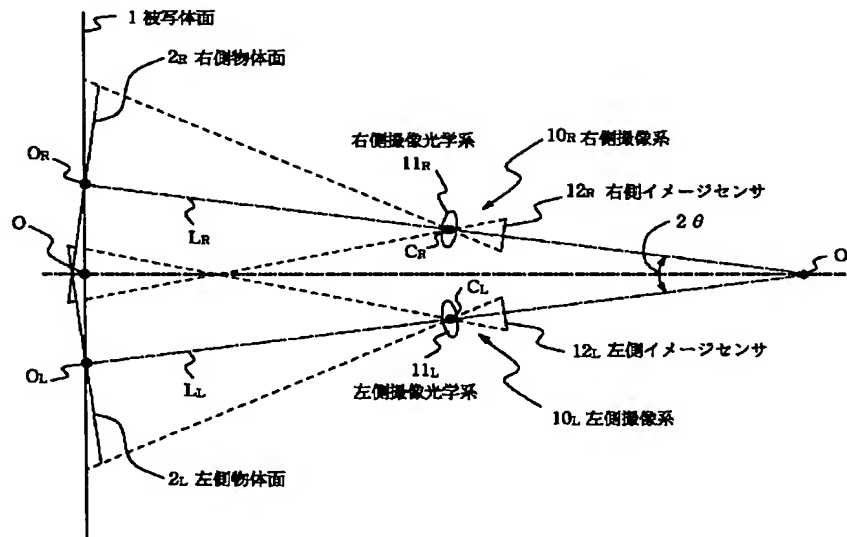 1 被写体面
2R 右側物体面
右側撮像光学系
11R
10R 右側撮像系
12R 右側イメージセンサ
OR
LR
CR
2θ
O
O
CL
12L 左側イメージセンサ
OL
LL
11L
左側撮像光学系
10L 左側撮像系
2L 左側物体面